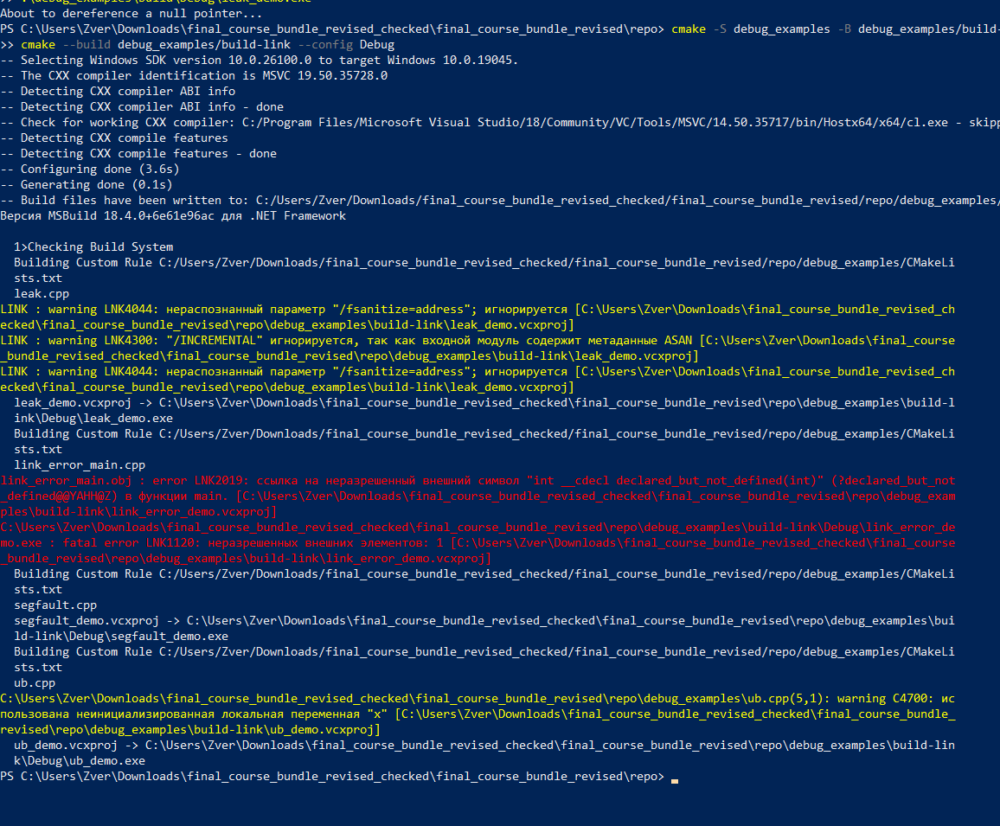 >> .\debug_examples\build\Debug\leak_demo.exe
About to dereference a null pointer...
PS C:\Users\Zver\Downloads\final_course_bundle_revised_checked\final_course_bundle_revised\repo> cmake -S debug_examples -B debug_examples/build-
>> cmake --build debug_examples/build-link --config Debug
-- Selecting Windows SDK version 10.0.26100.0 to target Windows 10.0.19045.
-- The CXX compiler identification is MSVC 19.50.35728.0
-- Detecting CXX compiler ABI info
-- Detecting CXX compiler ABI info - done
-- Check for working CXX compiler: C:/Program Files/Microsoft Visual Studio/18/Community/VC/Tools/MSVC/14.50.35717/bin/Hostx64/x64/cl.exe - skipp
-- Detecting CXX compile features
-- Detecting CXX compile features - done
-- Configuring done (3.6s)
-- Generating done (0.1s)
-- Build files have been written to: C:/Users/Zver/Downloads/final_course_bundle_revised_checked/final_course_bundle_revised/repo/debug_examples/
Версия MSBuild 18.4.0+6e61e96ac для .NET Framework
1>Checking Build System
Building Custom Rule C:/Users/Zver/Downloads/final_course_bundle_revised_checked/final_course_bundle_revised/repo/debug_examples/CMakeLi
sts.txt
leak.cpp
LINK : warning LNK4044: нераспознанный параметр "/fsanitize=address"; игнорируется [C:\Users\Zver\Downloads\final_course_bundle_revised_ch
ecked\final_course_bundle_revised\repo\debug_examples\build-link\leak_demo.vcxproj]
LINK : warning LNK4300: "/INCREMENTAL" игнорируется, так как входной модуль содержит метаданные ASAN [C:\Users\Zver\Downloads\final_course
_bundle_revised_checked\final_course_bundle_revised\repo\debug_examples\build-link\leak_demo.vcxproj]
LINK : warning LNK4044: нераспознанный параметр "/fsanitize=address"; игнорируется [C:\Users\Zver\Downloads\final_course_bundle_revised_ch
ecked\final_course_bundle_revised\repo\debug_examples\build-link\leak_demo.vcxproj]
leak_demo.vcxproj -> C:\Users\Zver\Downloads\final_course_bundle_revised_checked\final_course_bundle_revised\repo\debug_examples\build-l
ink\Debug\leak_demo.exe
Building Custom Rule C:/Users/Zver/Downloads/final_course_bundle_revised_checked/final_course_bundle_revised/repo/debug_examples/CMakeLi
sts.txt
link_error_main.cpp
link_error_main.obj : error LNK2019: ссылка на неразрешенный внешний символ "int __cdecl declared_but_not_defined(int)" (?declared_but_not
_defined@@YAHH@Z) в функции main. [C:\Users\Zver\Downloads\final_course_bundle_revised_checked\final_course_bundle_revised\repo\debug_exam
ples\build-link\link_error_demo.vcxproj]
C:\Users\Zver\Downloads\final_course_bundle_revised_checked\final_course_bundle_revised\repo\debug_examples\build-link\Debug\link_error_de
mo.exe : fatal error LNK1120: неразрешенных внешних элементов: 1 [C:\Users\Zver\Downloads\final_course_bundle_revised_checked\final_course
_bundle_revised\repo\debug_examples\build-link\link_error_demo.vcxproj]
Building Custom Rule C:/Users/Zver/Downloads/final_course_bundle_revised_checked/final_course_bundle_revised/repo/debug_examples/CMakeLi
sts.txt
segfault.cpp
segfault_demo.vcxproj -> C:\Users\Zver\Downloads\final_course_bundle_revised_checked\final_course_bundle_revised\repo\debug_examples\bui
ld-link\Debug\segfault_demo.exe
Building Custom Rule C:/Users/Zver/Downloads/final_course_bundle_revised_checked/final_course_bundle_revised/repo/debug_examples/CMakeLi
sts.txt
ub.cpp
C:\Users\Zver\Downloads\final_course_bundle_revised_checked\final_course_bundle_revised\repo\debug_examples\ub.cpp(5,1): warning C4700: ис
пользована неинициализированная локальная переменная "x" [C:\Users\Zver\Downloads\final_course_bundle_revised_checked\final_course_bundle_
revised\repo\debug_examples\build-link\ub_demo.vcxproj]
ub_demo.vcxproj -> C:\Users\Zver\Downloads\final_course_bundle_revised_checked\final_course_bundle_revised\repo\debug_examples\build-lin
k\Debug\ub_demo.exe
PS C:\Users\Zver\Downloads\final_course_bundle_revised_checked\final_course_bundle_revised\repo>